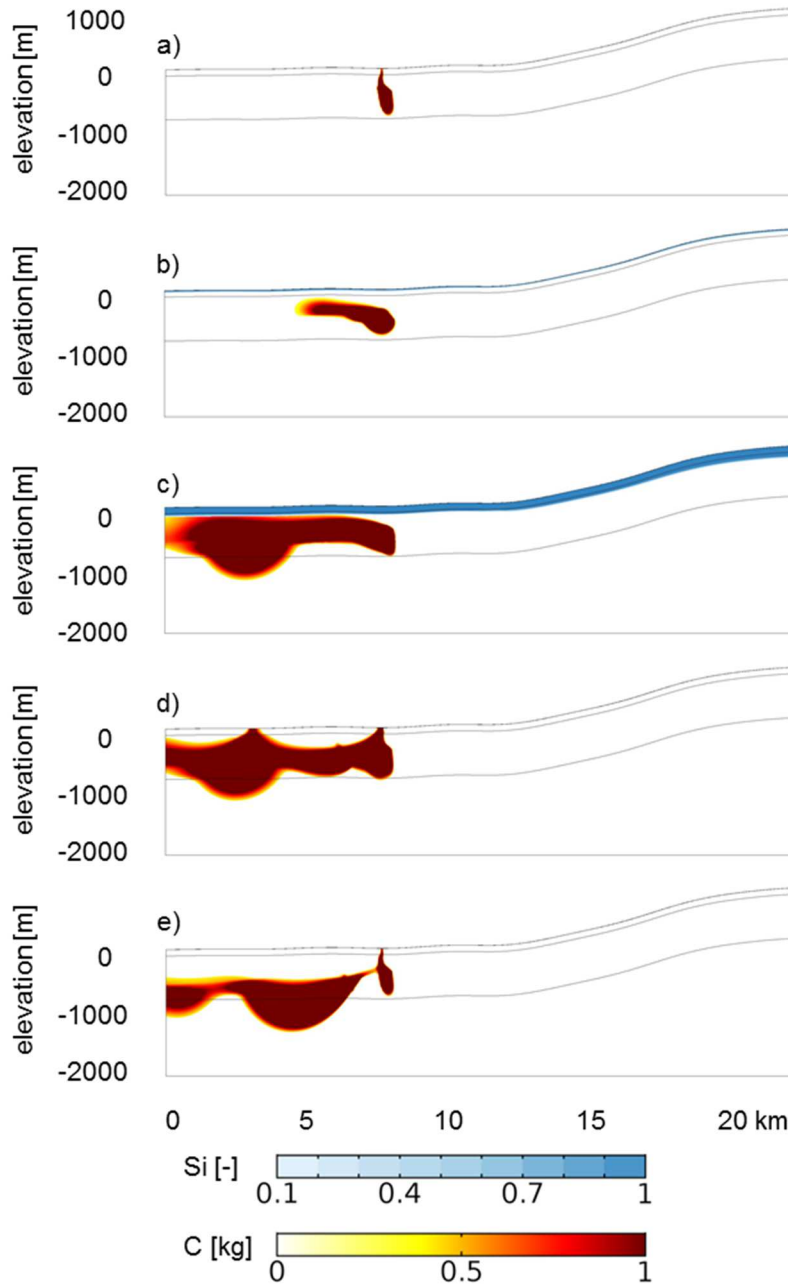 1000
a)
0
-1000
-2000
elevation [m]
b)
0
-1000
-2000
elevation [m]
c)
0
-1000
-2000
elevation [m]
d)
0
-1000
-2000
elevation [m]
e)
0
-1000
-2000
elevation [m]
0 5 10 15 20 km
Si [-]
0.1 0.4 0.7 1
C [kg]
0 0.5 1